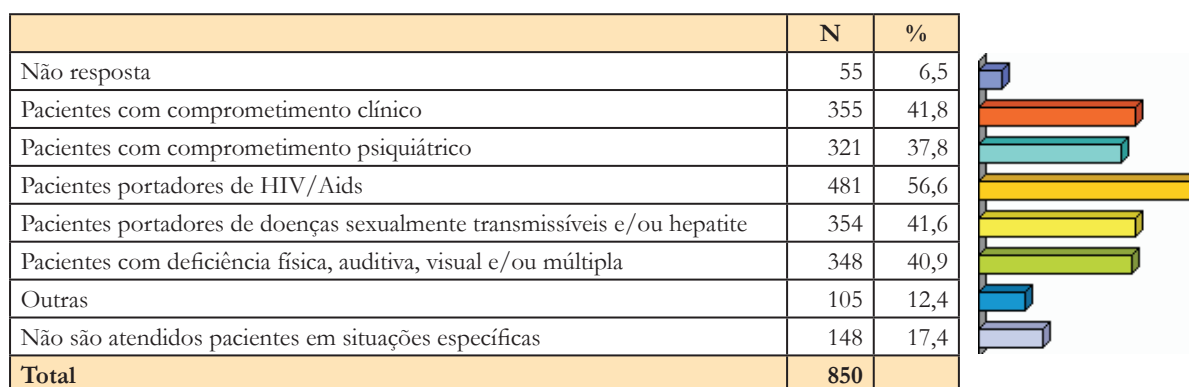 N %
Não resposta 55 6,5
Pacientes com comprometimento clínico 355 41,8
Pacientes com comprometimento psiquiátrico 321 37,8
Pacientes portadores de HIV/Aids 481 56,6
Pacientes portadores de doenças sexualmente transmissíveis e/ou hepatite 354 41,6
Pacientes com deficiência física, auditiva, visual e/ou múltipla 348 40,9
Outras 105 12,4
Não são atendidos pacientes em situações específicas 148 17,4
Total 850